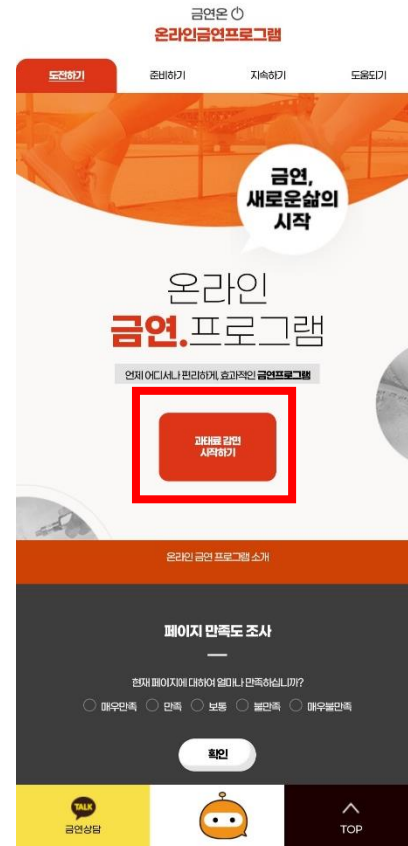 금연온
온라인금연프로그램
도전하기 준비하기 지속하기 도움되기
금연,
새로운삶의
시작
온라인
금연.프로그램
언제 어디서나 편리하게, 효과적인 금연프로그램
과태료 감면
시작하기
온라인 금연 프로그램 소개
페이지 만족도 조사
현재 페이지에 대하여 얼마나 만족하십니까?
매우만족 만족 보통 불만족 매우불만족
확인
TALK
금연상담
TOP